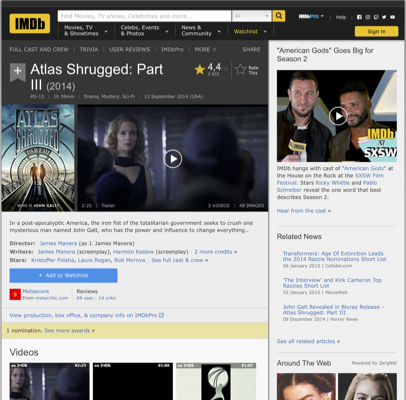 IMDb
Find Movies, TV shows, Celebrities and more...
All
IMDbPro
Help
Movies, TV & Showtimes
Celebs, Events & Photos
News & Community
Watchlist
Sign in
FULL CAST AND CREW | TRIVIA | USER REVIEWS | IMDbPro | MORE
SHARE
Atlas Shrugged: Part III (2014)
4,4
Rate This
PG-13 | 1h 39min | Drama, Mystery, Sci-Fi | 12 September 2014 (USA)
ATLAS
SHRUGGED
PART III
WHO IS JOHN GALT?
2:25 | Trailer
3 VIDEOS | 48 IMAGES
In a post-apocalyptic America, the iron fist of the totalitarian government seeks to crush one
mysterious man named John Galt, who has the power and influence to change everything...
Director: James Manera (as J. James Manera)
Writers: James Manera (screenplay), Harmon Kaslow (screenplay) | 2 more credits »
Stars: Kristoffer Polaha, Laura Regan, Rob Morrow | See full cast & crew »
+ Add to Watchlist
9
Metascore
From metacritic.com
Reviews
69 user | 14 critic
View production, box office, & company info on IMDbPro
1 nomination. See more awards »
Videos
"American Gods" Goes Big for
Season 2
IMDb
SXSW
IMDb hangs with cast of "American Gods" at
the House on the Rock at the SXSW Film
Festival. Stars Ricky Whittle and Pablo
Schreiber reveal the one word that best
describes Season 2.
Hear from the cast »
Related News
Transformers: Age Of Extinction Leads
the 2014 Razzie Nominations Short List
06 January 2015 | Collider.com
'The Interview' and Kirk Cameron Top
Razzies Short List
03 January 2015 | MovieWeb
John Galt Revealed in Bluray Release –
Atlas Shrugged: Part III
09 December 2014 | Horror News
See all related articles »
Around The Web
Powered by ZergNet